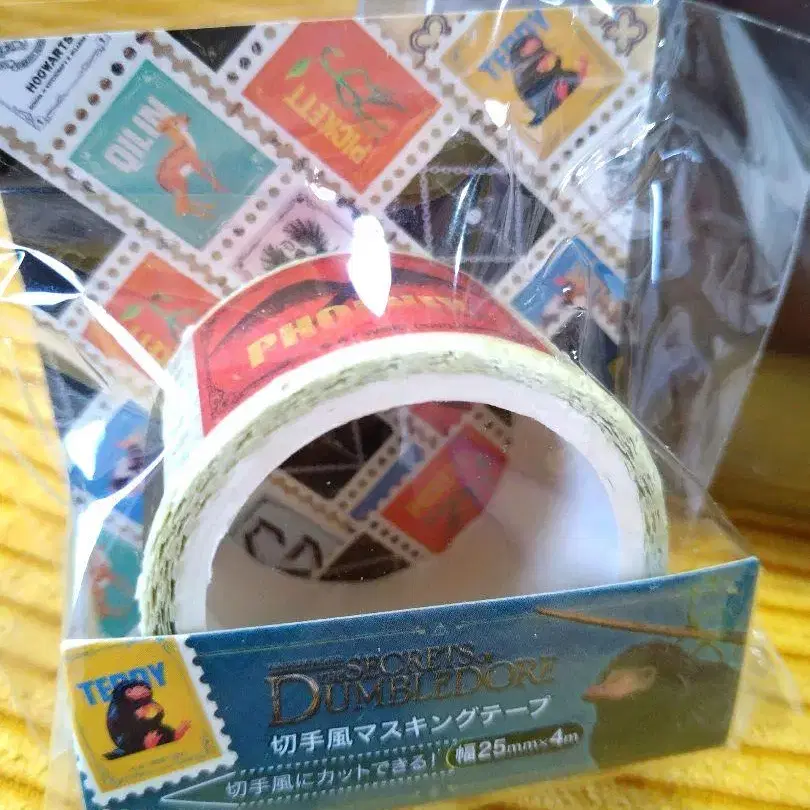 HOGWARTS
QILIN
PICKETT
TEDDY
PHOENIX
TEDDY
THE SECRETS OF
DUMBLEDORE
切手風マスキングテープ
切手風にカットできる!
幅25mm×4m